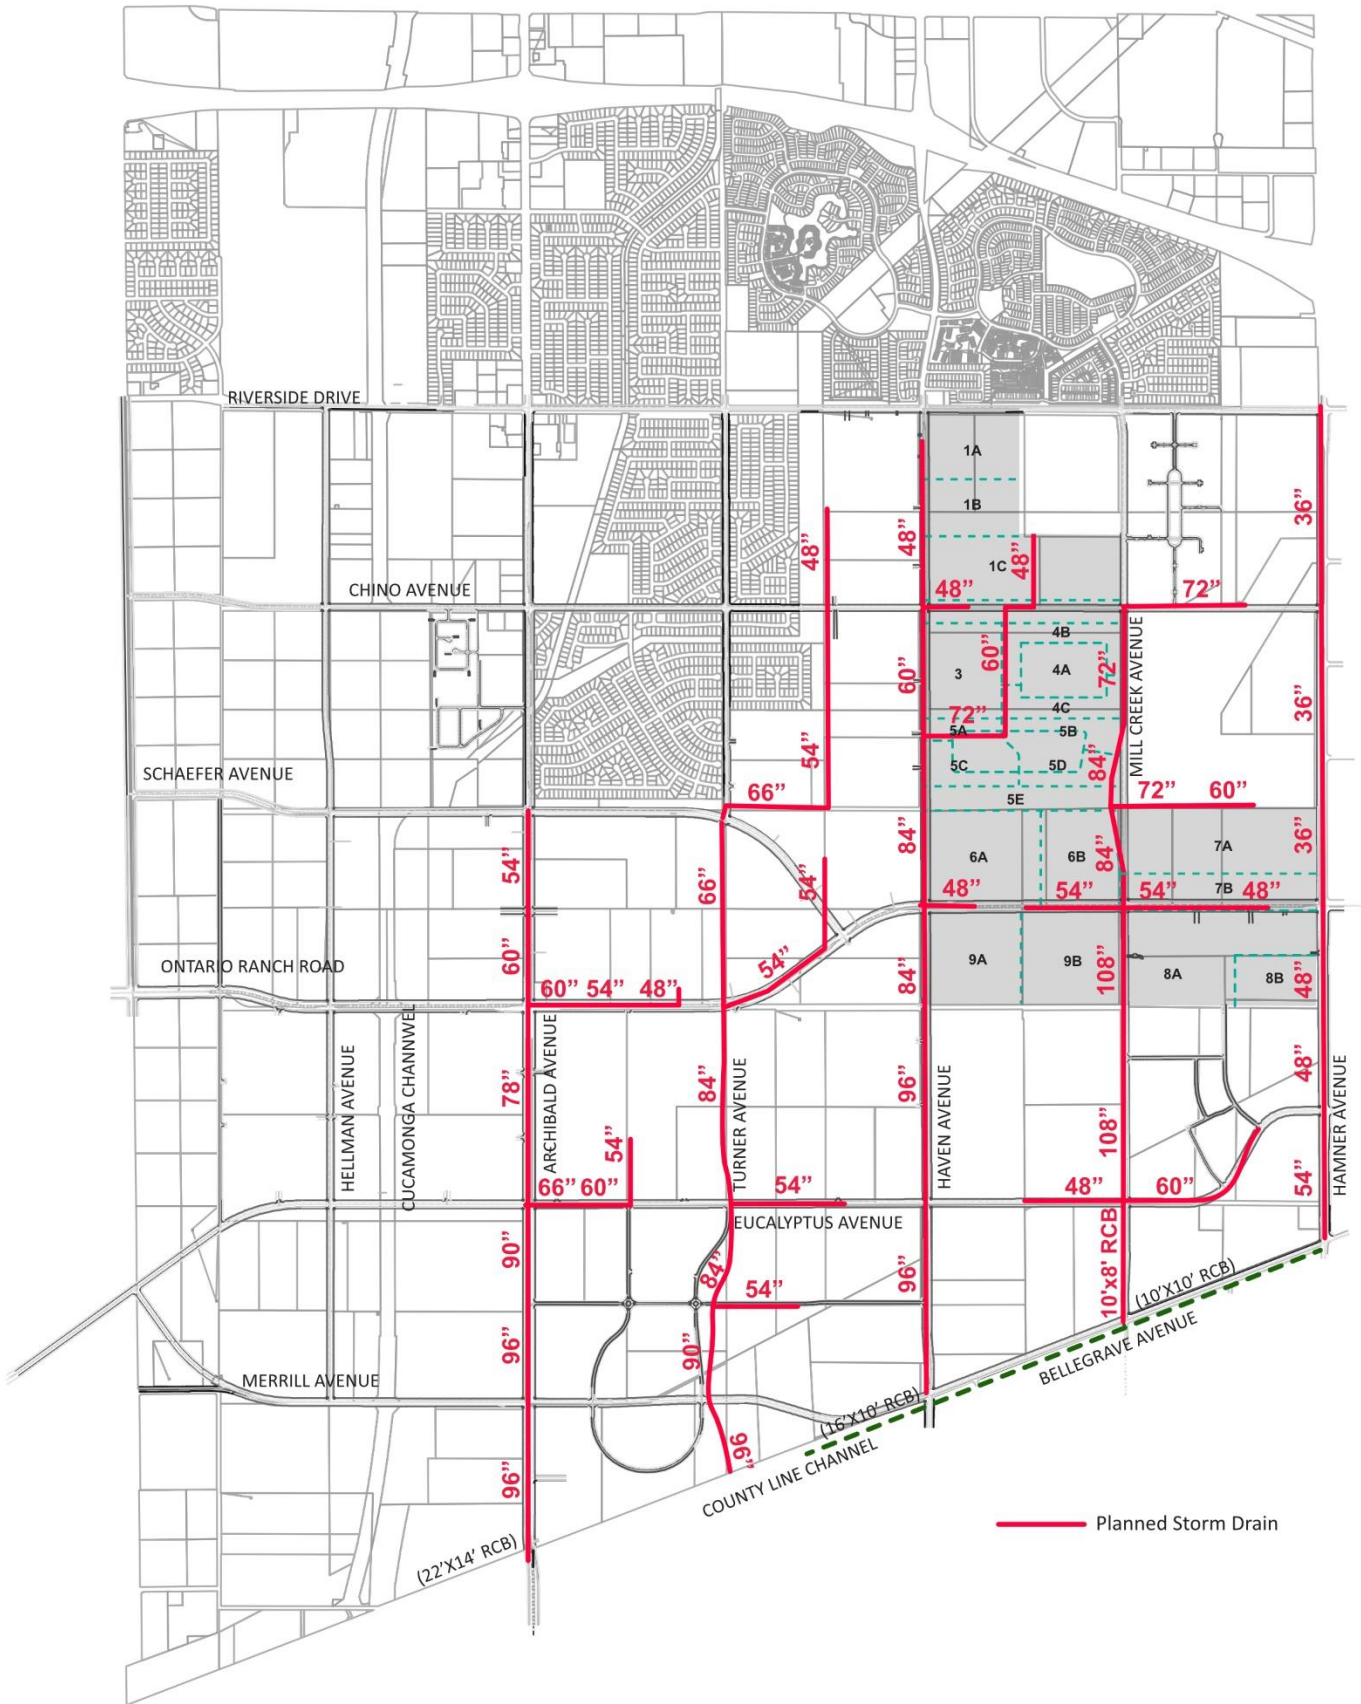 RIVERSIDE DRIVE
1A
1B
36”
48”
48”
1C
48”
CHINO AVENUE
48”
72”
4B
60”
3
60”
4A
72”
MILL CREEK AVENUE
36”
4C
72”
5A
5B
54”
5C
5D
84”
SCHAEFER AVENUE
66”
5E
72”
60”
54”
84”
6A
6B
84”
7A
36”
66”
54”
48”
54”
54”
7B
48”
60”
54”
ONTARIO RANCH ROAD
84”
9A
9B
108”
8A
8B
48”
60”
54”
48”
HELLMAN AVENUE
CUCAMONGA CHANNWEL
78”
ARCHIBALD AVENUE
84”
TURNER AVENUE
96”
HAVEN AVENUE
108”
48”
HAMNER AVENUE
54”
66”
60”
54”
48”
60”
54”
EUCALYPTUS AVENUE
90”
84”
96”
10'x8' RCB
54”
(10'X10' RCB)
BELLEGRAVE AVENUE
96”
90”
MERRILL AVENUE
(16'X10' RCB)
96”
COUNTY LINE CHANNEL
96”
(22'X14' RCB)
Planned Storm Drain